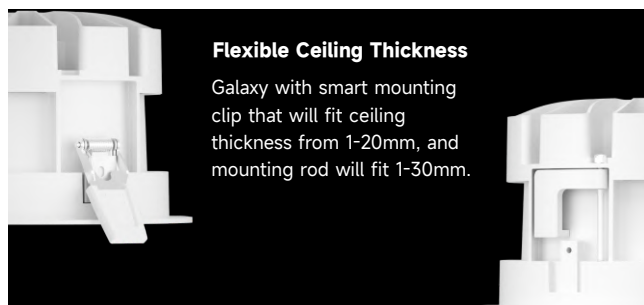 Flexible Ceiling Thickness
Galaxy with smart mounting
clip that will fit ceiling
thickness from 1-20mm, and
mounting rod will fit 1-30mm.